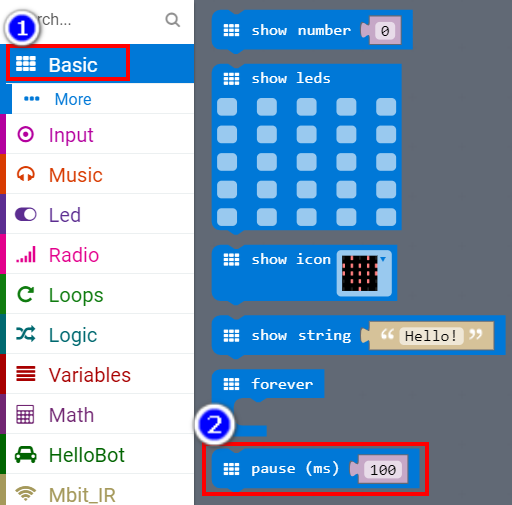 1
rch...
Basic
More
Input
Music
Led
Radio
Loops
Logic
Variables
Math
HelloBot
Mbit_IR
show number 0
show leds
show icon
show string “ Hello! ”
forever
2
pause (ms) 100